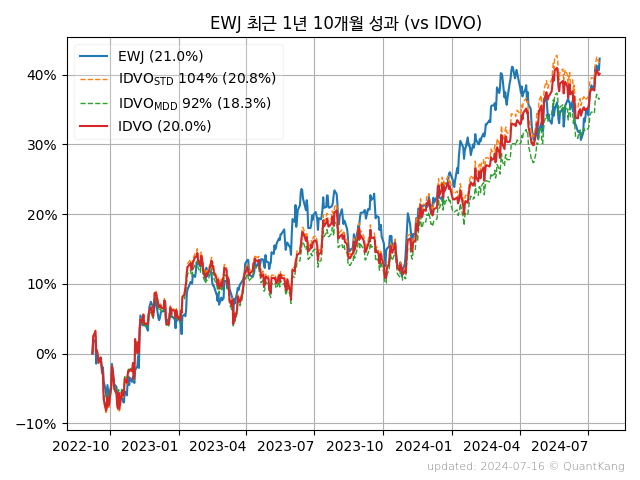 EWJ 최근 1년 10개월 성과 (vs IDVO)
EWJ (21.0%)
IDVO_STD 104% (20.8%)
IDVO_MDD 92% (18.3%)
IDVO (20.0%)
40%
30%
20%
10%
0%
−10%
2022-10 2023-01 2023-04 2023-07 2023-10 2024-01 2024-04 2024-07
updated: 2024-07-16 © QuantKang